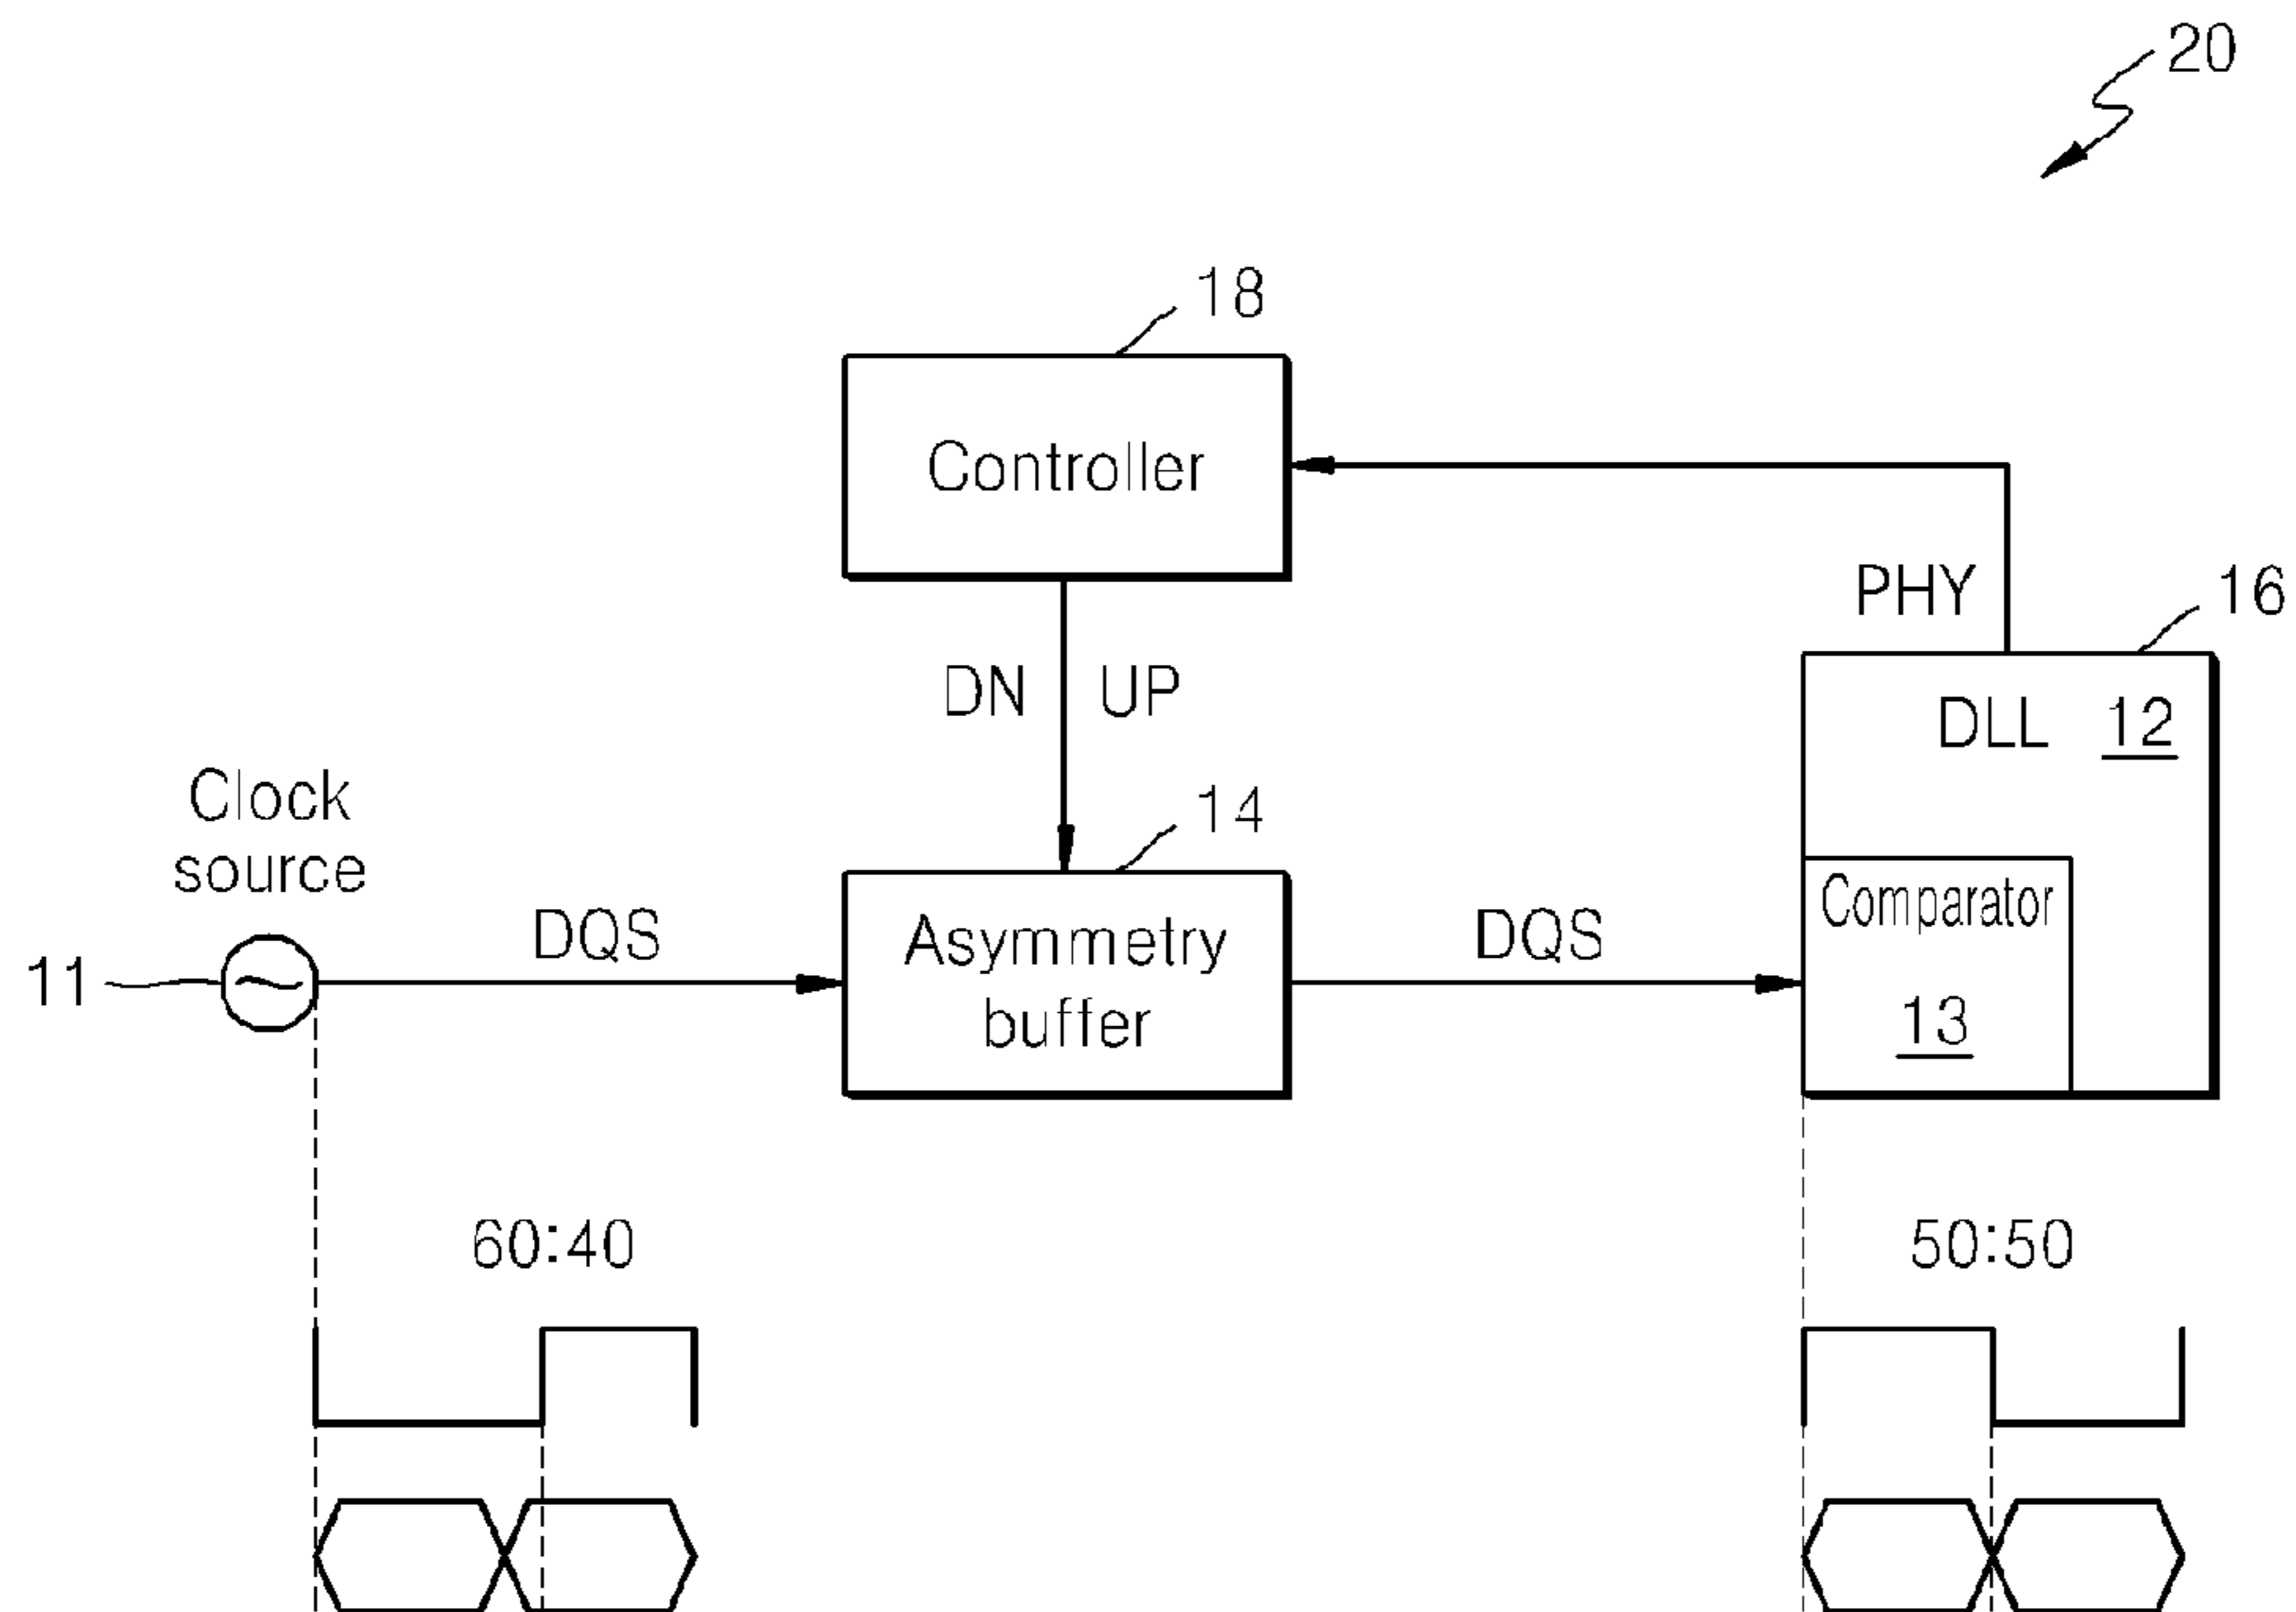 20
18
Controller
PHY
16
DN UP
DLL 12
Clock
source
14
DQS
Asymmetry
buffer
DQS
Comparator
13
11
60:40
50:50